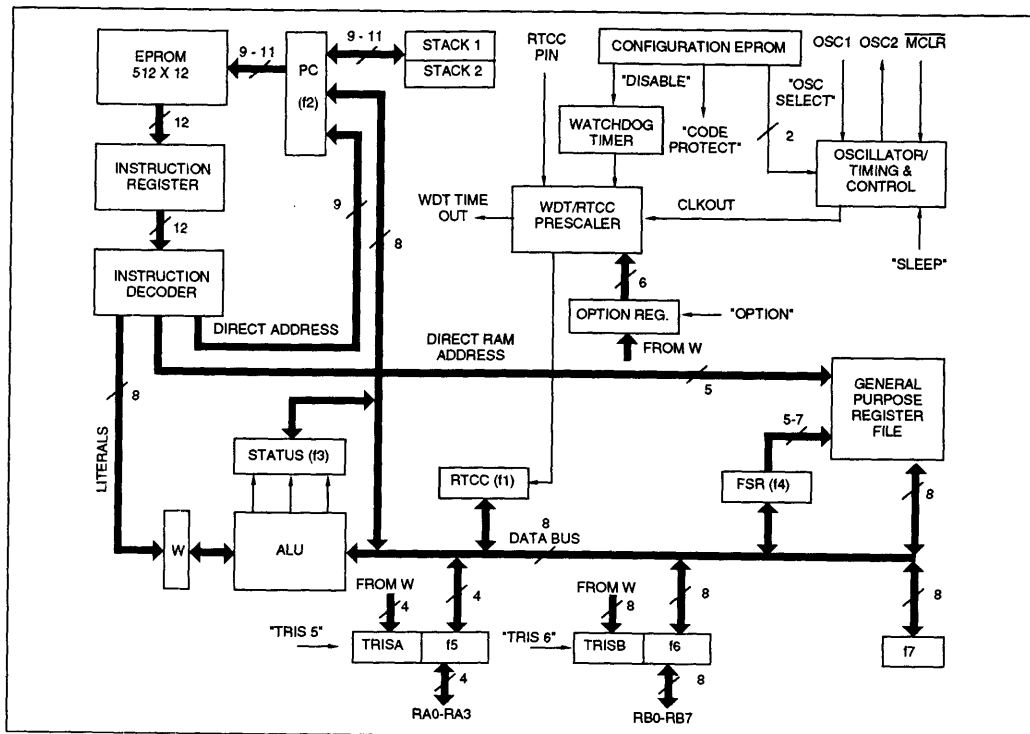 EPROM
512 X 12
9 - 11
PC
(f2)
9 - 11
STACK 1
STACK 2
RTCC
PIN
CONFIGURATION EPROM
OSC1 OSC2 MCLR
"DISABLE"
"CODE
PROTECT"
"OSC
SELECT"
2
WATCHDOG
TIMER
OSCILLATOR/
TIMING &
CONTROL
12
INSTRUCTION
REGISTER
12
INSTRUCTION
DECODER
9
8
WDT TIME
OUT
WDT/RTCC
PRESCALER
CLKOUT
"SLEEP"
6
OPTION REG.
"OPTION"
FROM W
DIRECT ADDRESS
DIRECT RAM
ADDRESS
5
GENERAL
PURPOSE
REGISTER
FILE
8
LITERALS
STATUS (f3)
RTCC (f1)
5-7
FSR (f4)
8
W
ALU
8
DATA BUS
FROM W
4
4
FROM W
8
8
8
"TRIS 5"
TRISA
f5
"TRIS 6"
TRISB
f6
f7
4
8
RA0-RA3
RB0-RB7